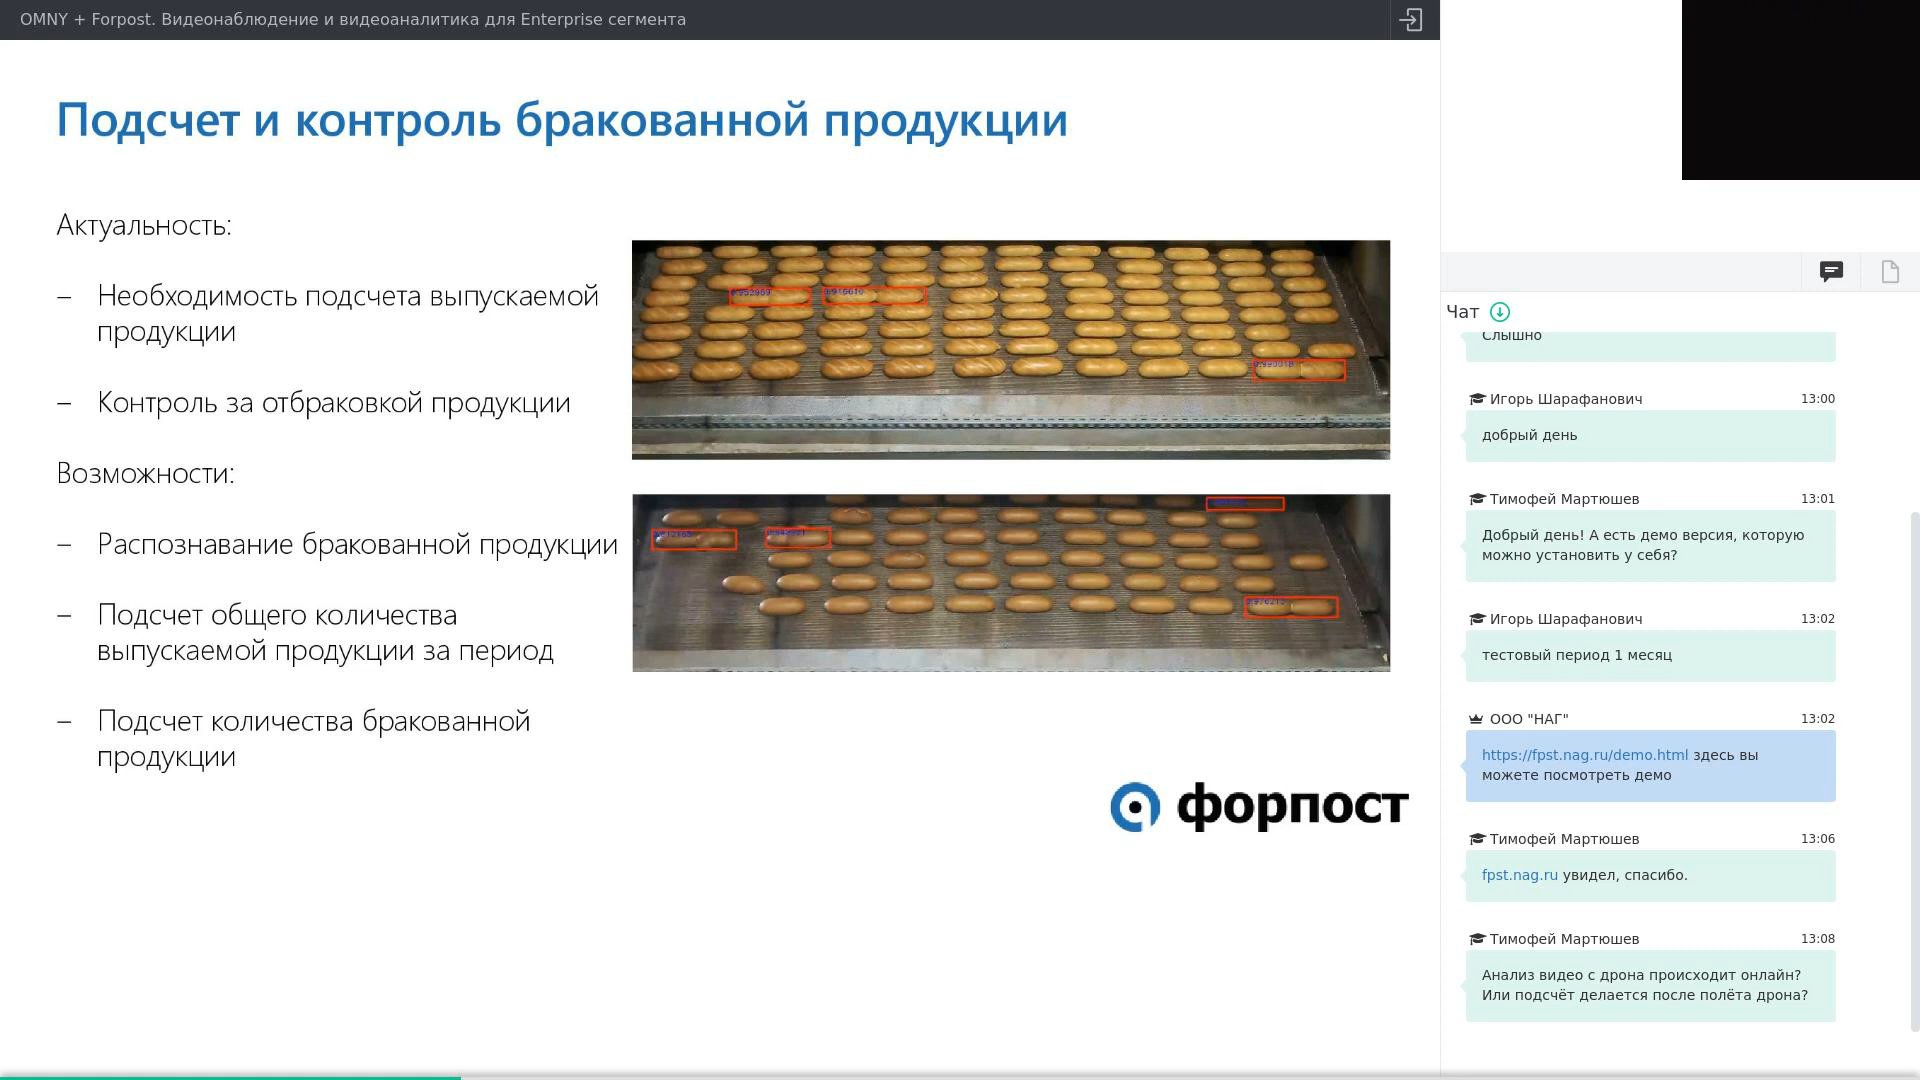 OMNY + Forpost. Видеонаблюдение и видеоаналитика для Enterprise сегмента
Подсчет и контроль бракованной продукции
Актуальность:
– Необходимость подсчета выпускаемой
продукции
– Контроль за отбраковкой продукции
Возможности:
– Распознавание бракованной продукции
– Подсчет общего количества
выпускаемой продукции за период
– Подсчет количества бракованной
продукции
форпост
Чат
Слышно
Игорь Шарафанович 13:00
добрый день
Тимофей Мартюшев 13:01
Добрый день! А есть демо версия, которую
можно установить у себя?
Игорь Шарафанович 13:02
тестовый период 1 месяц
ООО "НАГ" 13:02
https://fpst.nag.ru/demo.html здесь вы
можете посмотреть демо
Тимофей Мартюшев 13:06
fpst.nag.ru увидел, спасибо.
Тимофей Мартюшев 13:08
Анализ видео с дрона происходит онлайн?
Или подсчёт делается после полёта дрона?